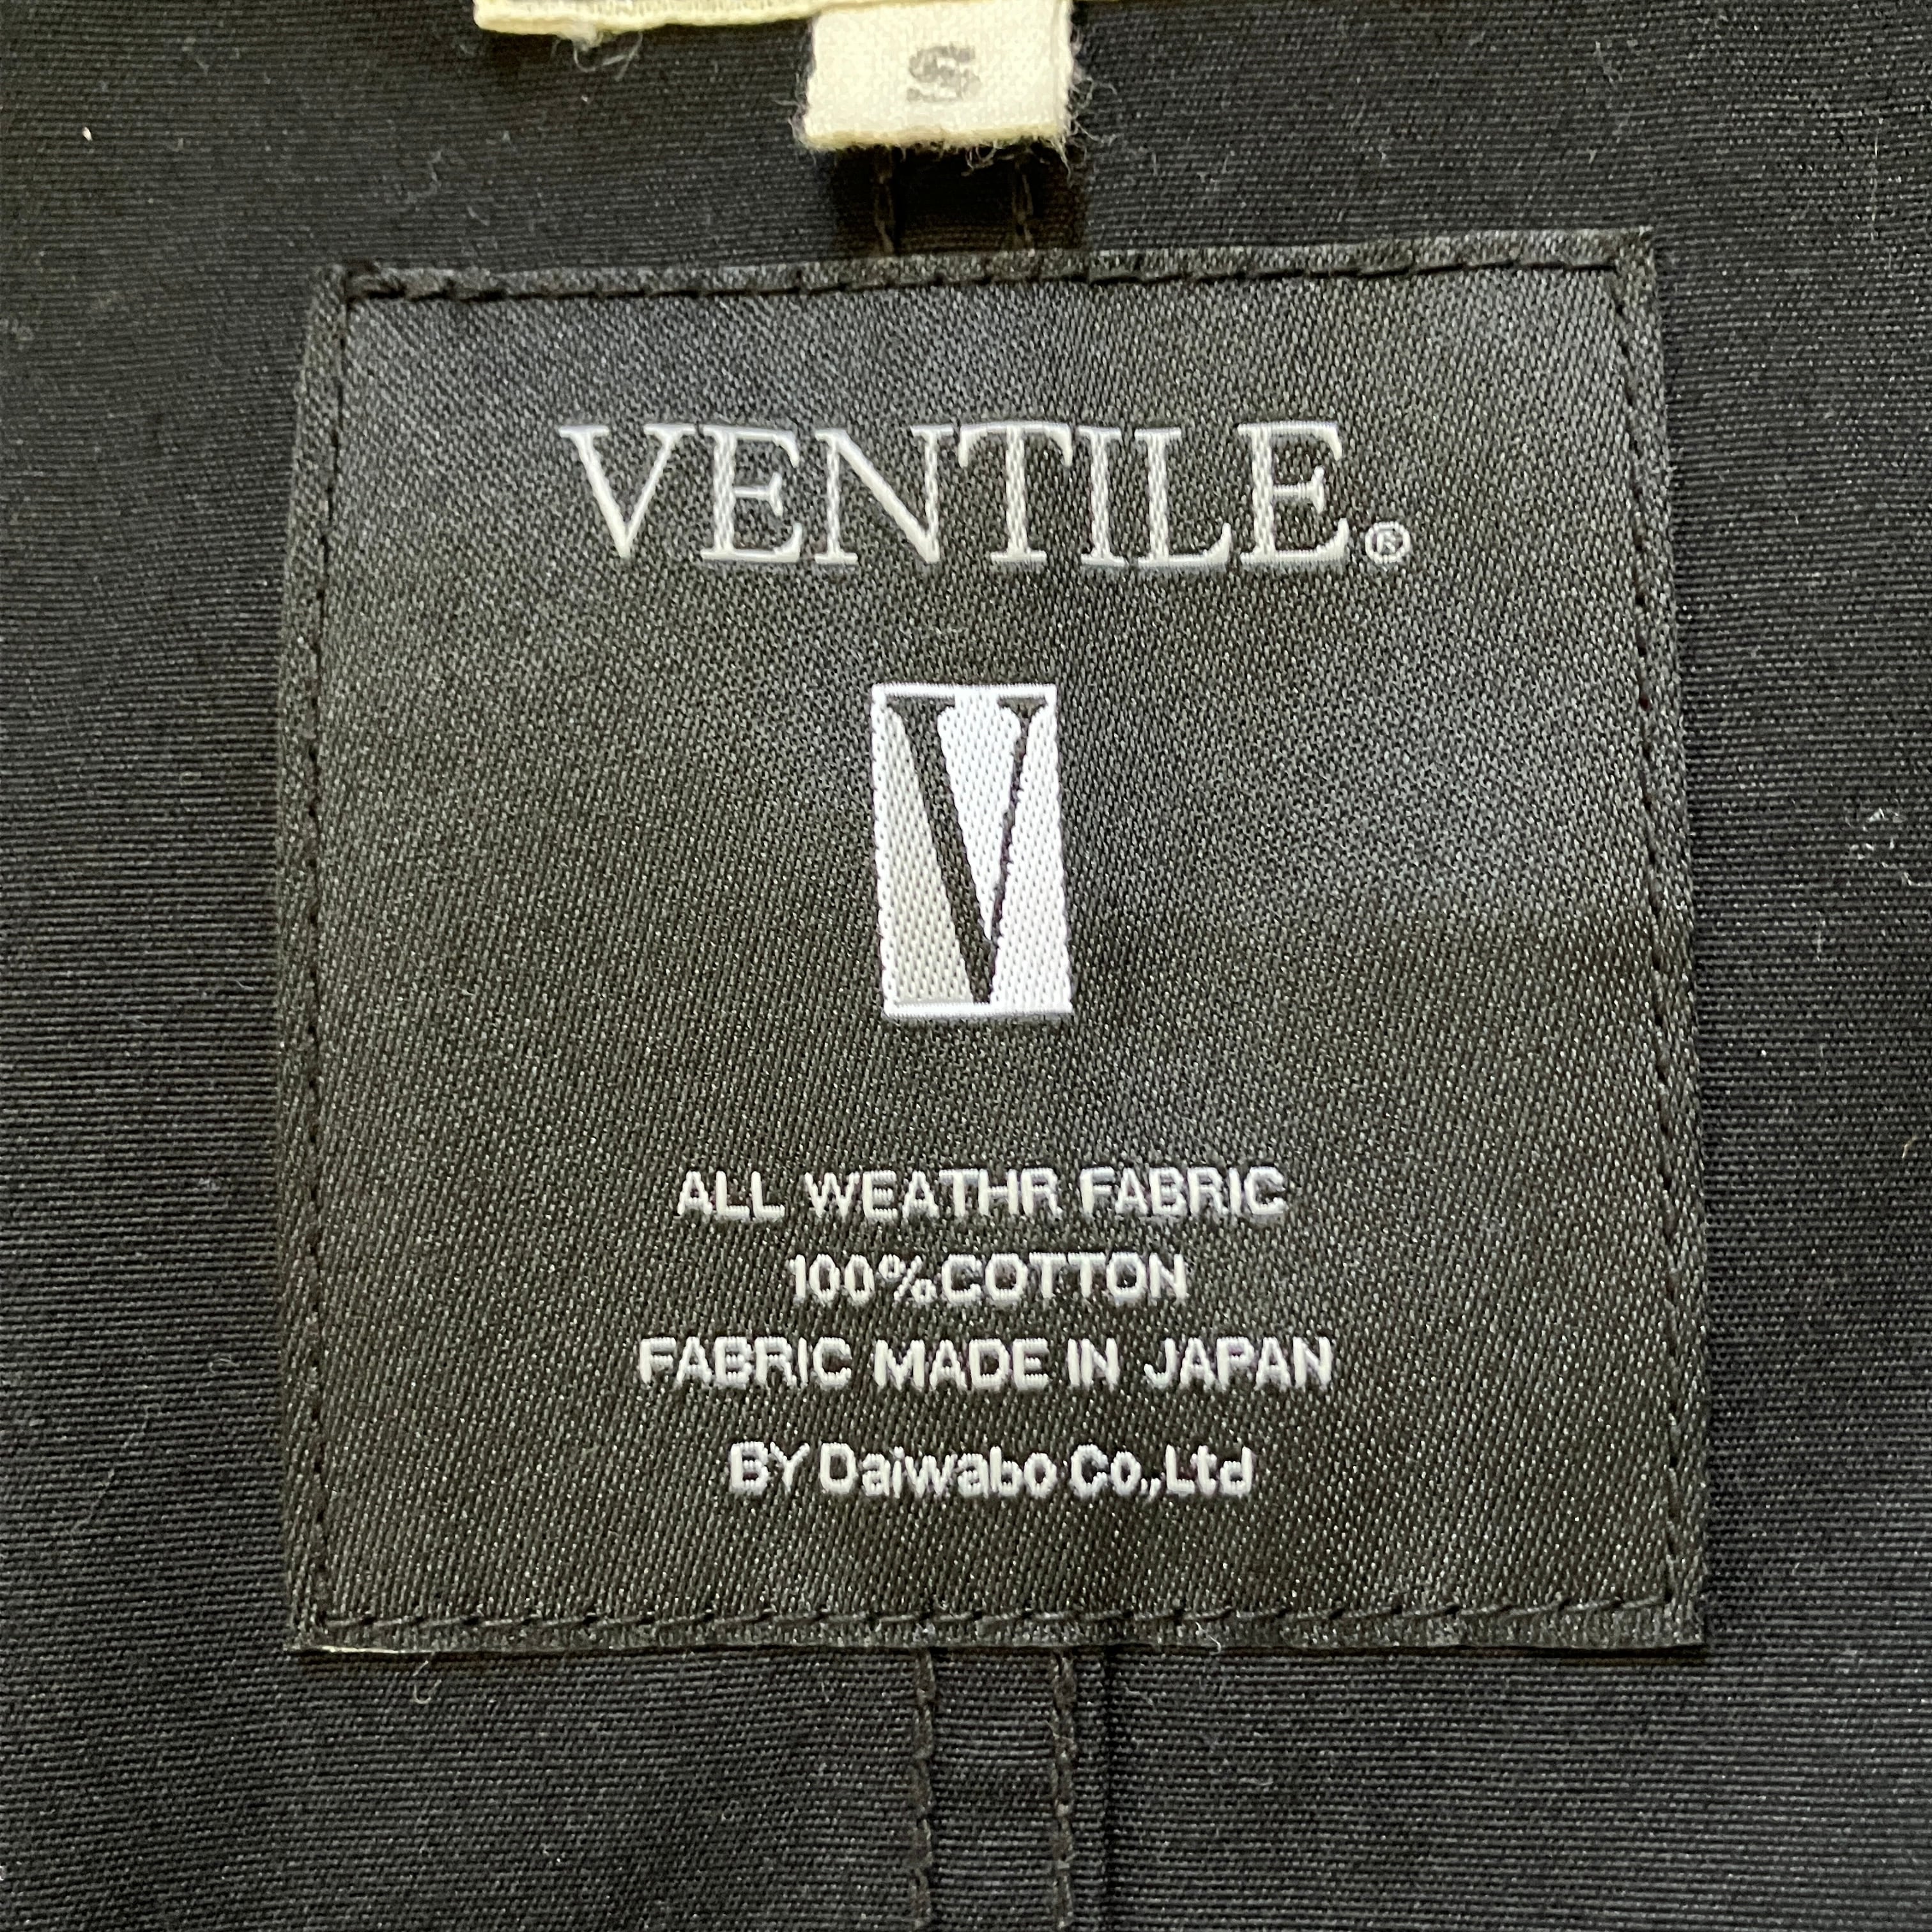 S
VENTILE®
V
ALL WEATHR FABRIC
100%COTTON
FABRIC MADE IN JAPAN
BY Daiwabo Co.,Ltd